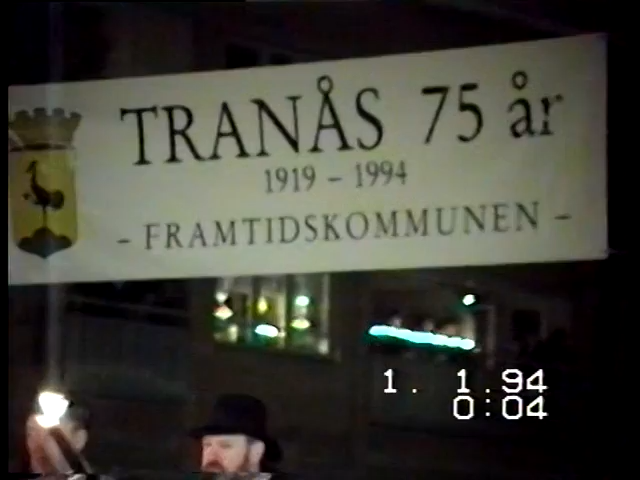 TRANÅS 75 år
1919 – 1994
– FRAMTIDSKOMMUNEN –
1. 1.94
0:04